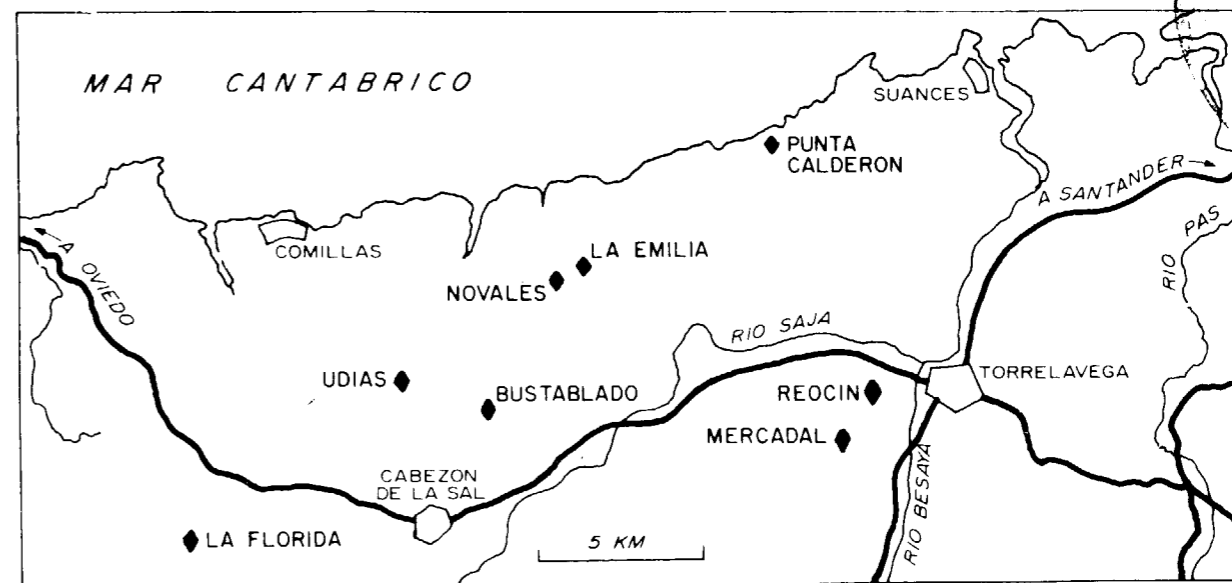 MAR CANTABRICO
SUANCES
PUNTA
CALDERON
A SANTANDER
RIO PAS
COMILLAS
A OVIEDO
LA EMILIA
NOVALES
RIO SAJA
UDIAS
BUSTABLADO
REOCIN
TORRELAVEGA
MERCADAL
CABEZON
DE LA SAL
RIO BESAYA
LA FLORIDA
5 KM